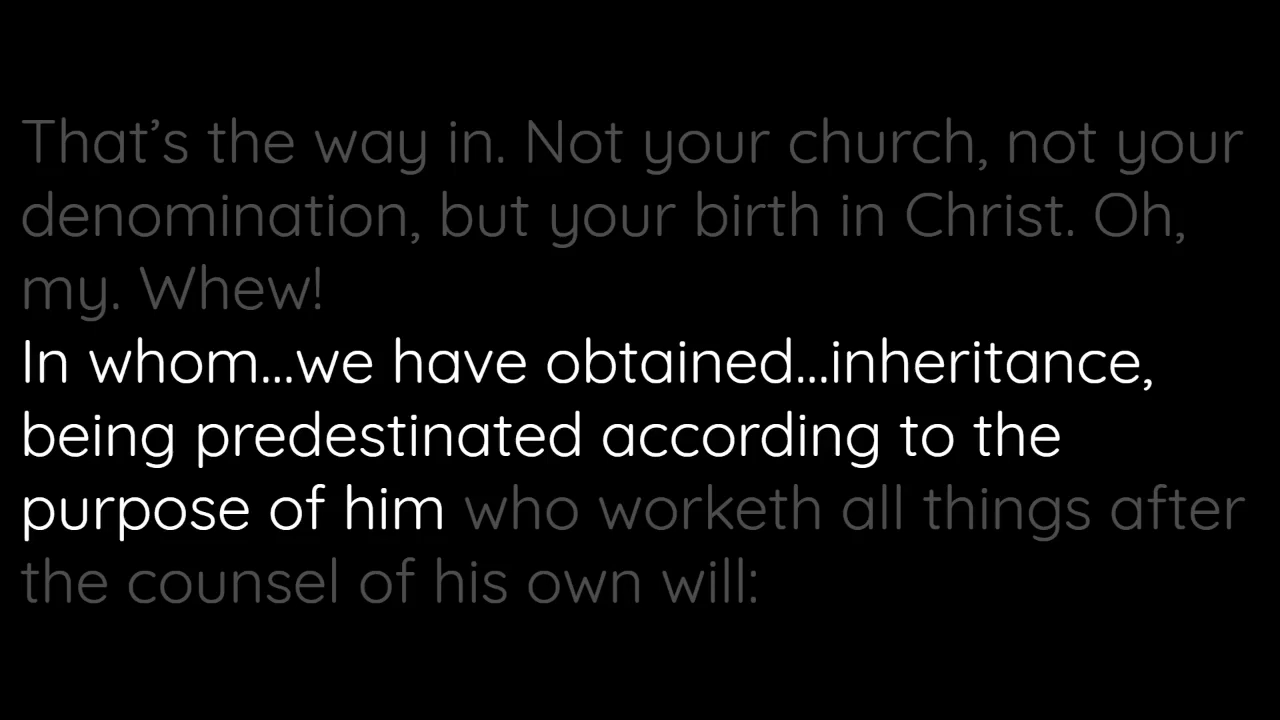 That’s the way in. Not your church, not your
denomination, but your birth in Christ. Oh,
my. Whew!
In whom...we have obtained...inheritance,
being predestinated according to the
purpose of him who worketh all things after
the counsel of his own will: